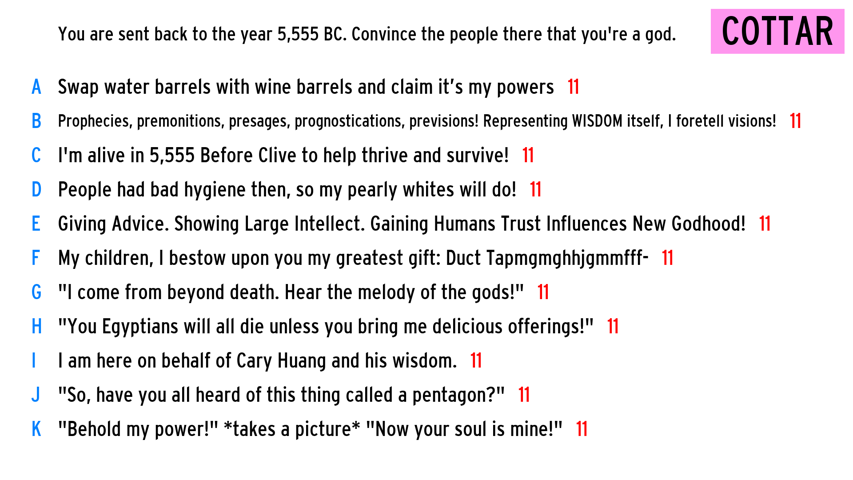 You are sent back to the year 5,555 BC. Convince the people there that you're a god.
COTTAR
A Swap water barrels with wine barrels and claim it's my powers 11
B Prophecies, premonitions, presages, prognostications, previsions! Representing WISDOM itself, I foretell visions! 11
C I'm alive in 5,555 Before Clive to help thrive and survive! 11
D People had bad hygiene then, so my pearly whites will do! 11
E Giving Advice. Showing Large Intellect. Gaining Humans Trust Influences New Godhood! 11
F My children, I bestow upon you my greatest gift: Duct Tapmgmghhjgmmfff- 11
G "I come from beyond death. Hear the melody of the gods!" 11
H "You Egyptians will all die unless you bring me delicious offerings!" 11
I I am here on behalf of Cary Huang and his wisdom. 11
J "So, have you all heard of this thing called a pentagon?" 11
K "Behold my power!" *takes a picture* "Now your soul is mine!" 11